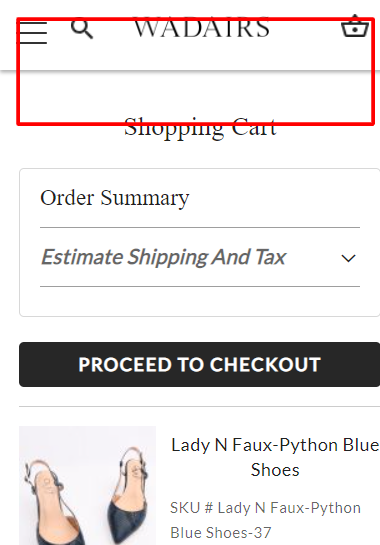 WADAIRS
Shopping Cart
Order Summary
Estimate Shipping And Tax
PROCEED TO CHECKOUT
Lady N Faux-Python Blue
Shoes
SKU # Lady N Faux-Python
Blue Shoes-37